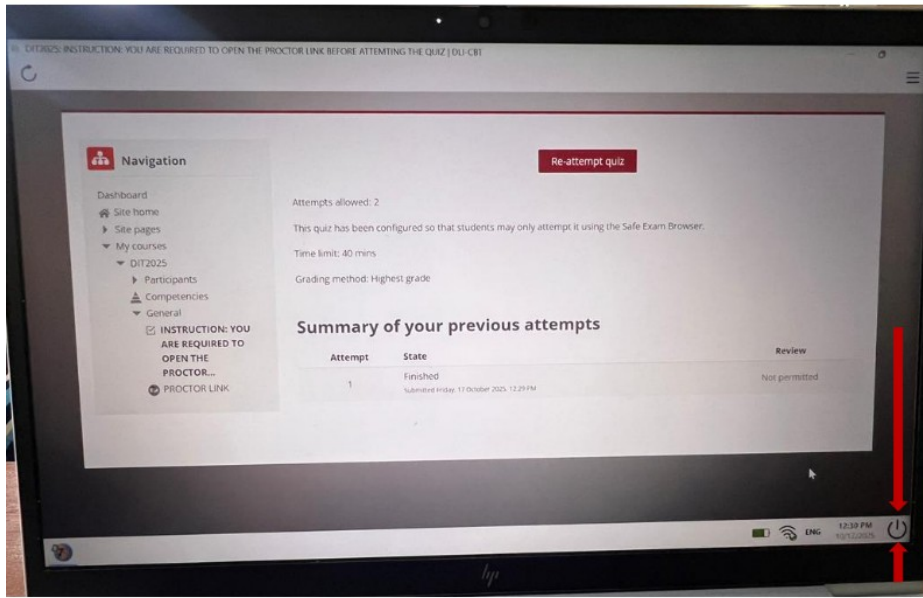 DIT2025: INSTRUCTION: YOU ARE REQUIRED TO OPEN THE PROCTOR LINK BEFORE ATTEMTING THE QUIZ | DLI-CBT
Navigation
Dashboard
Site home
Site pages
My courses
DIT2025
Participants
Competencies
General
INSTRUCTION: YOU
ARE REQUIRED TO
OPEN THE
PROCTOR...
PROCTOR LINK
Re-attempt quiz
Attempts allowed: 2
This quiz has been configured so that students may only attempt it using the Safe Exam Browser.
Time limit: 40 mins
Grading method: Highest grade
Summary of your previous attempts
Attempt State Review
1 Finished Not permitted
Submitted Friday, 17 October 2025, 12:29 PM
ENG
12:30 PM
10/17/2025
hp